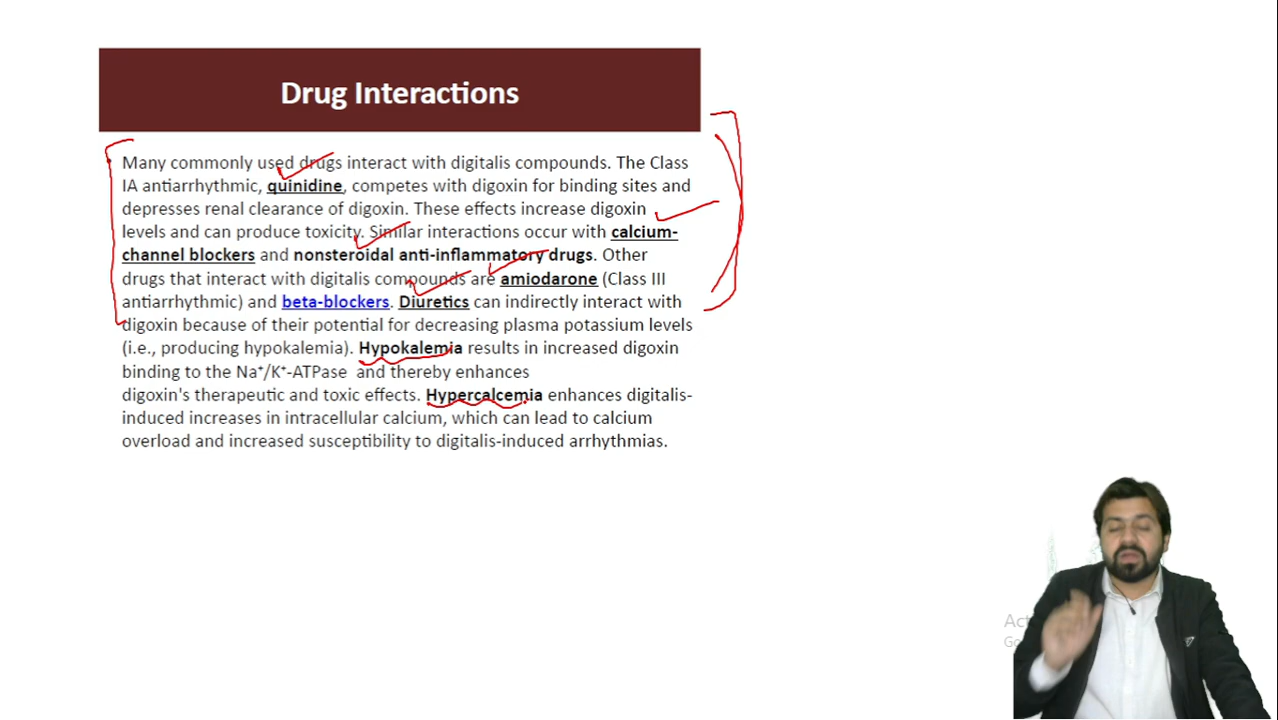 Drug Interactions
Many commonly used drugs interact with digitalis compounds. The Class
IA antiarrhythmic, quinidine, competes with digoxin for binding sites and
depresses renal clearance of digoxin. These effects increase digoxin
levels and can produce toxicity. Similar interactions occur with calcium-
channel blockers and nonsteroidal anti-inflammatory drugs. Other
drugs that interact with digitalis compounds are amiodarone (Class III
antiarrhythmic) and beta-blockers. Diuretics can indirectly interact with
digoxin because of their potential for decreasing plasma potassium levels
(i.e., producing hypokalemia). Hypokalemia results in increased digoxin
binding to the Na⁺/K⁺-ATPase and thereby enhances
digoxin's therapeutic and toxic effects. Hypercalcemia enhances digitalis-
induced increases in intracellular calcium, which can lead to calcium
overload and increased susceptibility to digitalis-induced arrhythmias.